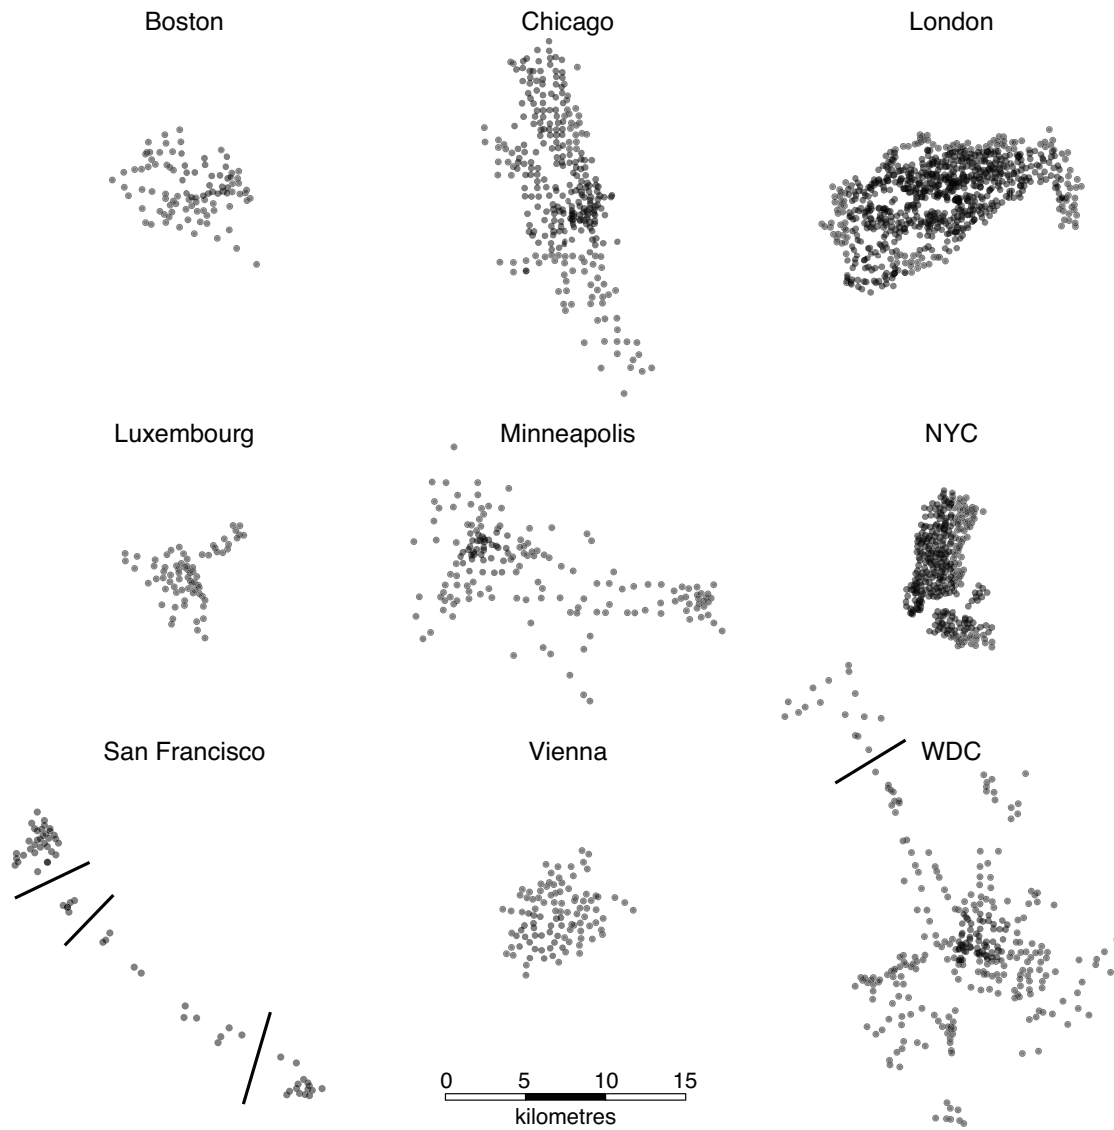 Boston Chicago London
Luxembourg Minneapolis NYC
San Francisco Vienna WDC
0 5 10 15
kilometres